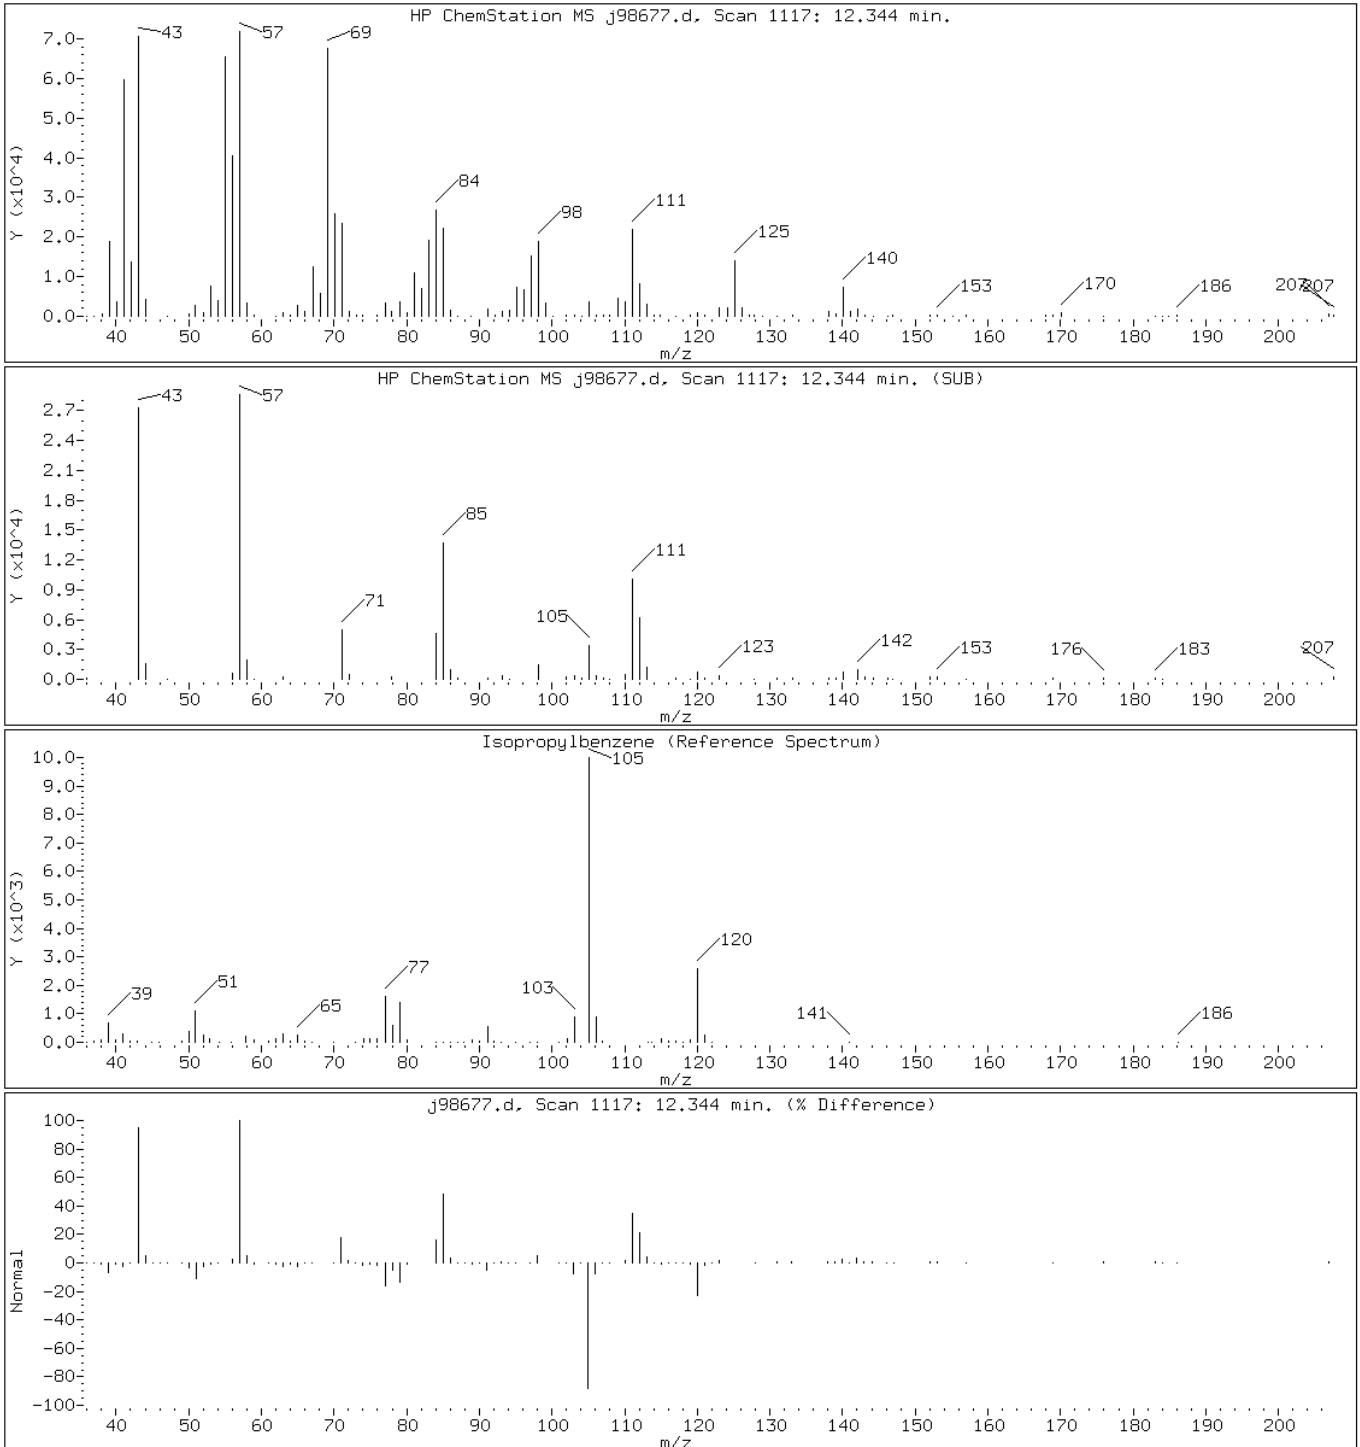 HP ChemStation MS j98677.d, Scan 1117: 12.344 min.
Y (x10^4)
7.0
6.0
5.0
4.0
3.0
2.0
1.0
0.0
43 57 69 84 98 111 125 140 153 170 186 207 207
40 50 60 70 80 90 100 110 120 130 140 150 160 170 180 190 200
m/z
HP ChemStation MS j98677.d, Scan 1117: 12.344 min. (SUB)
Y (x10^4)
2.7
2.4
2.1
1.8
1.5
1.2
0.9
0.6
0.3
0.0
43 57 71 85 105 111 123 142 153 176 183 207
40 50 60 70 80 90 100 110 120 130 140 150 160 170 180 190 200
m/z
Isopropylbenzene (Reference Spectrum)
Y (x10^3)
10.0
9.0
8.0
7.0
6.0
5.0
4.0
3.0
2.0
1.0
0.0
39 51 65 77 103 105 120 141 186
40 50 60 70 80 90 100 110 120 130 140 150 160 170 180 190 200
m/z
j98677.d, Scan 1117: 12.344 min. (% Difference)
Normal
100
80
60
40
20
0
-20
-40
-60
-80
-100
40 50 60 70 80 90 100 110 120 130 140 150 160 170 180 190 200
m/z